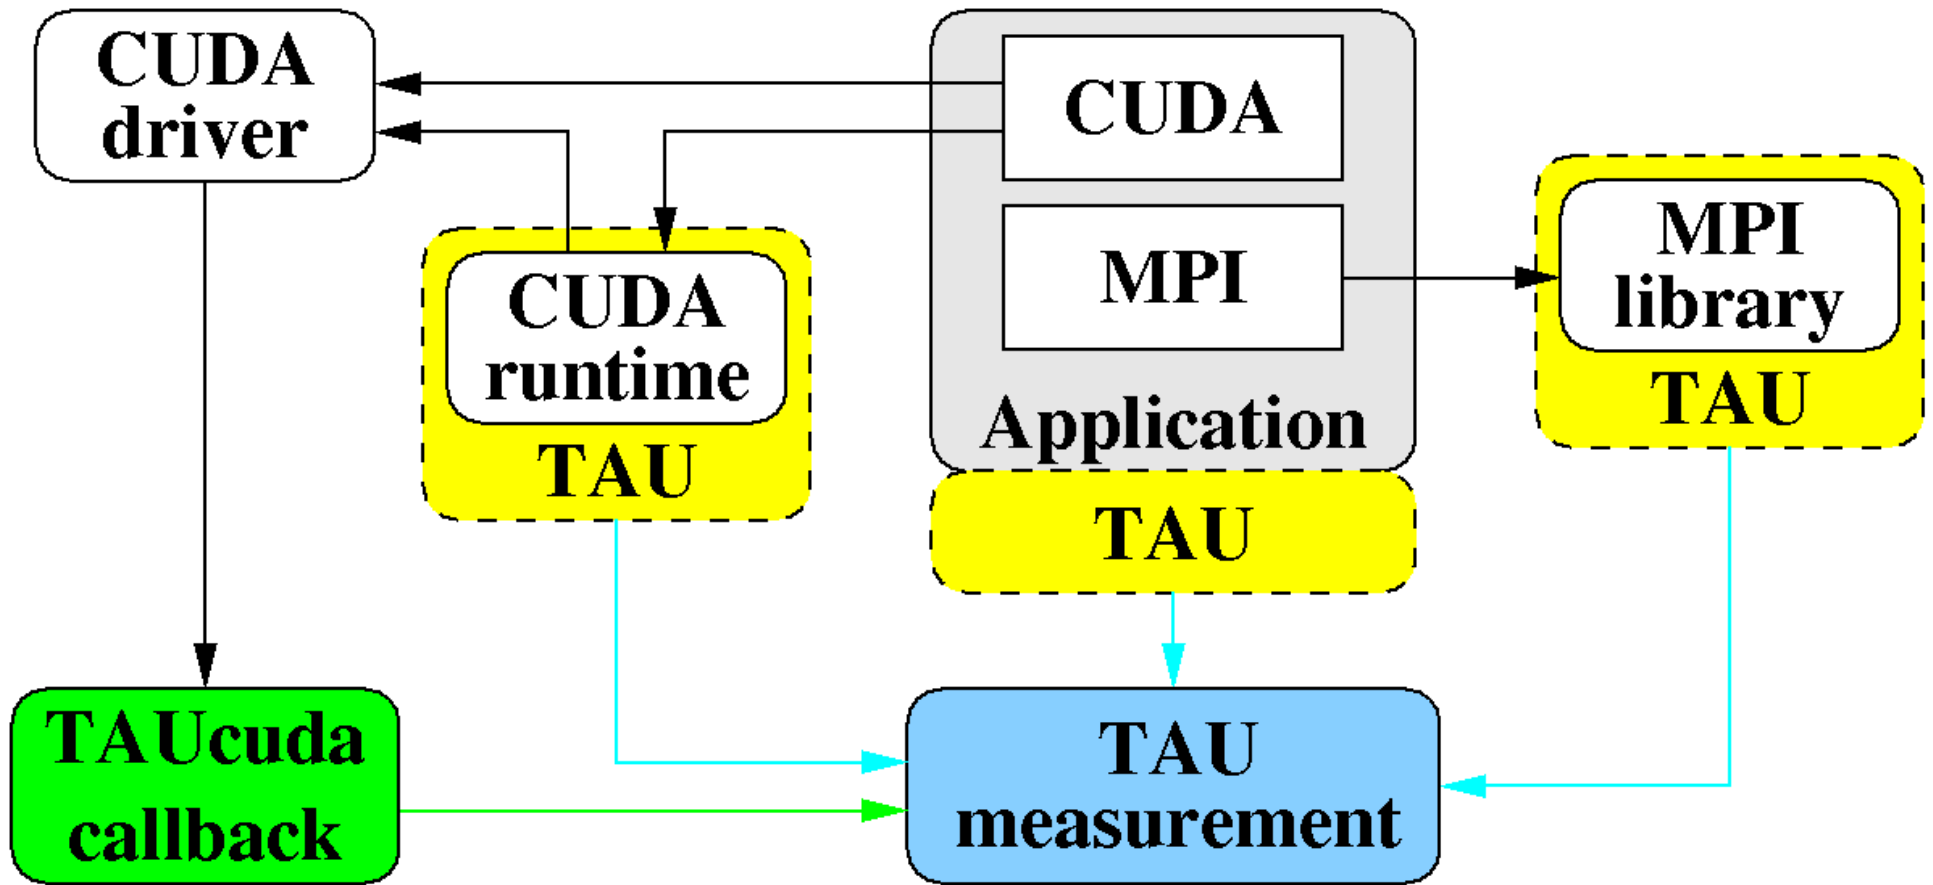 CUDA
driver
CUDA
MPI
Application
TAU
CUDA
runtime
TAU
MPI
library
TAU
TAUcuda
callback
TAU
measurement